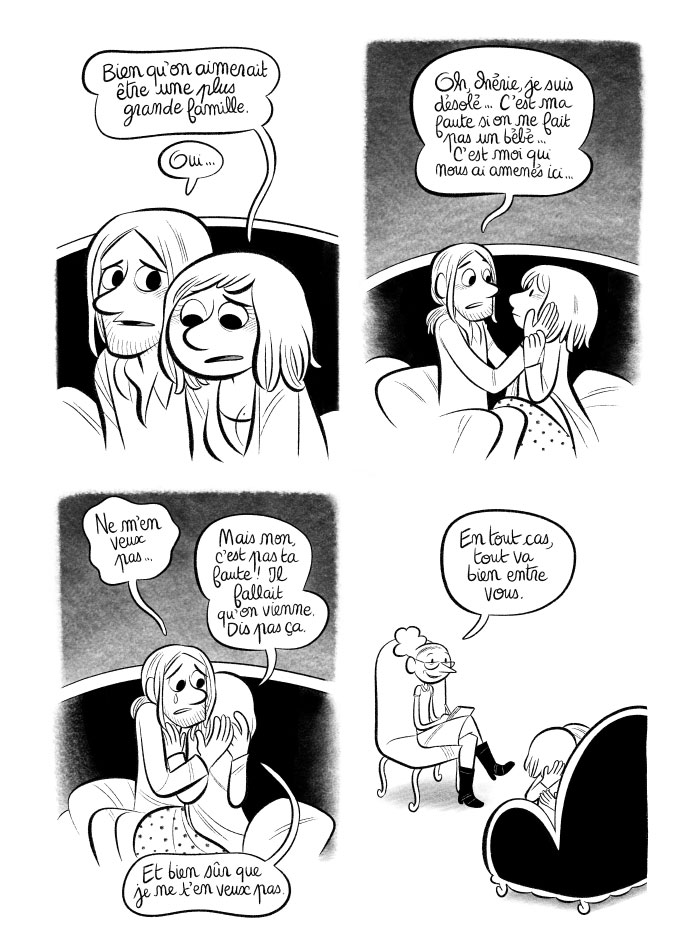 Bien qu'on aimerait
être une plus
grande famille.
Oui...
Oh, chérie, je suis
désolé... C'est ma
faute si on ne fait
pas un bébé...
C'est moi qui
nous ai amenés ici...
Ne m'en
veux
pas...
Mais non,
c'est pas ta
faute! Il
fallait
qu'on vienne.
Dis pas ça.
Et bien sûr que
je ne t'en veux pas.
En tout cas,
tout va
bien entre
vous.